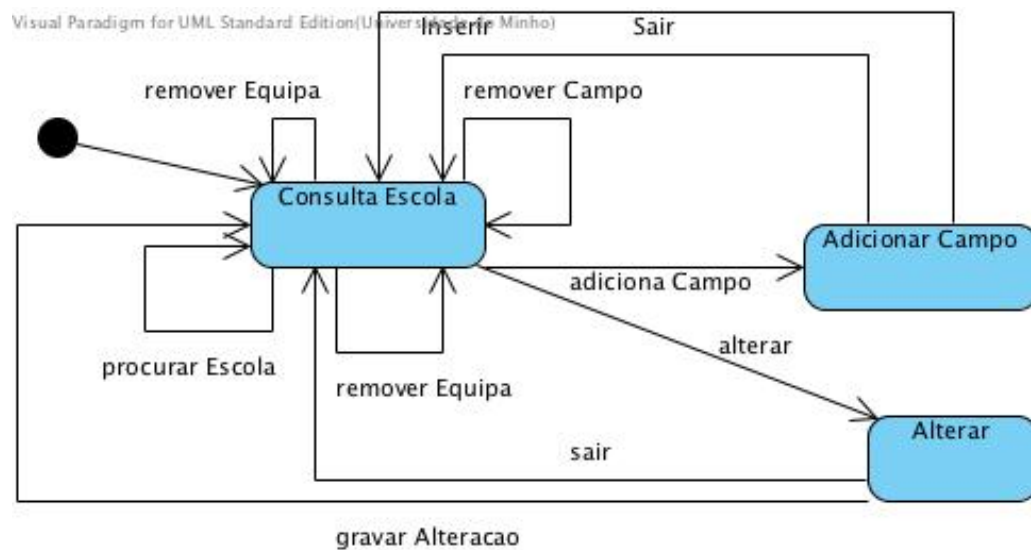 Visual Paradigm for UML Standard Edition(Universidade do Minho)
Inserir
Sair
remover Equipa
remover Campo
Consulta Escola
Adicionar Campo
adiciona Campo
procurar Escola
alterar
remover Equipa
Alterar
sair
gravar Alteracao